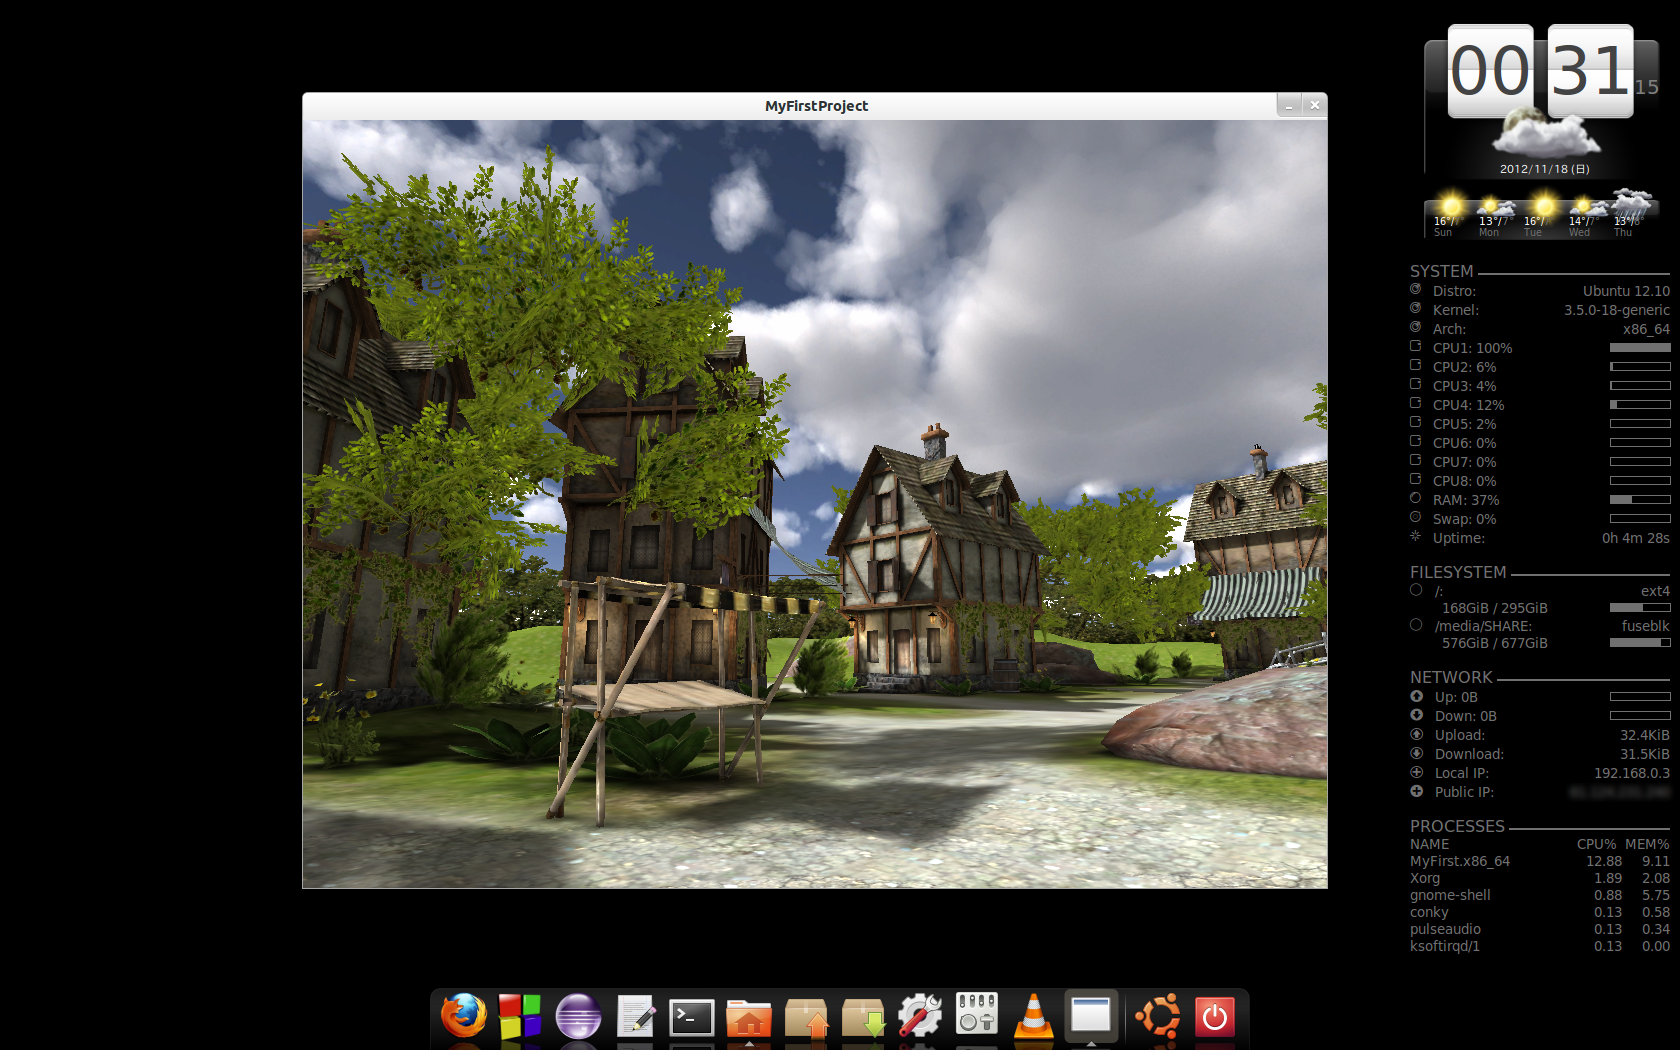 MyFirstProject
00 31 15
2012/11/18 (日)
16°/ 13°/7° 16°/ 14°/7° 13°/8°
Sun Mon Tue Wed Thu
SYSTEM
Distro: Ubuntu 12.10
Kernel: 3.5.0-18-generic
Arch: x86_64
CPU1: 100%
CPU2: 6%
CPU3: 4%
CPU4: 12%
CPU5: 2%
CPU6: 0%
CPU7: 0%
CPU8: 0%
RAM: 37%
Swap: 0%
Uptime: 0h 4m 28s
FILESYSTEM
/: ext4
168GiB / 295GiB
/media/SHARE: fuseblk
576GiB / 677GiB
NETWORK
Up: 0B
Down: 0B
Upload: 32.4KiB
Download: 31.5KiB
Local IP: 192.168.0.3
Public IP:
PROCESSES
NAME CPU% MEM%
MyFirst.x86_64 12.88 9.11
Xorg 1.89 2.08
gnome-shell 0.88 5.75
conky 0.13 0.58
pulseaudio 0.13 0.34
ksoftirqd/1 0.13 0.00